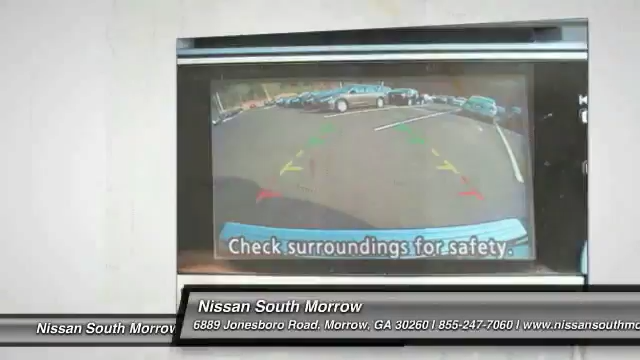 Check surroundings for safety.
Nissan South Morrow
6889 Jonesboro Road, Morrow, GA 30260 I 855-247-7060 I www.nissansouthmo
Nissan South Morrow